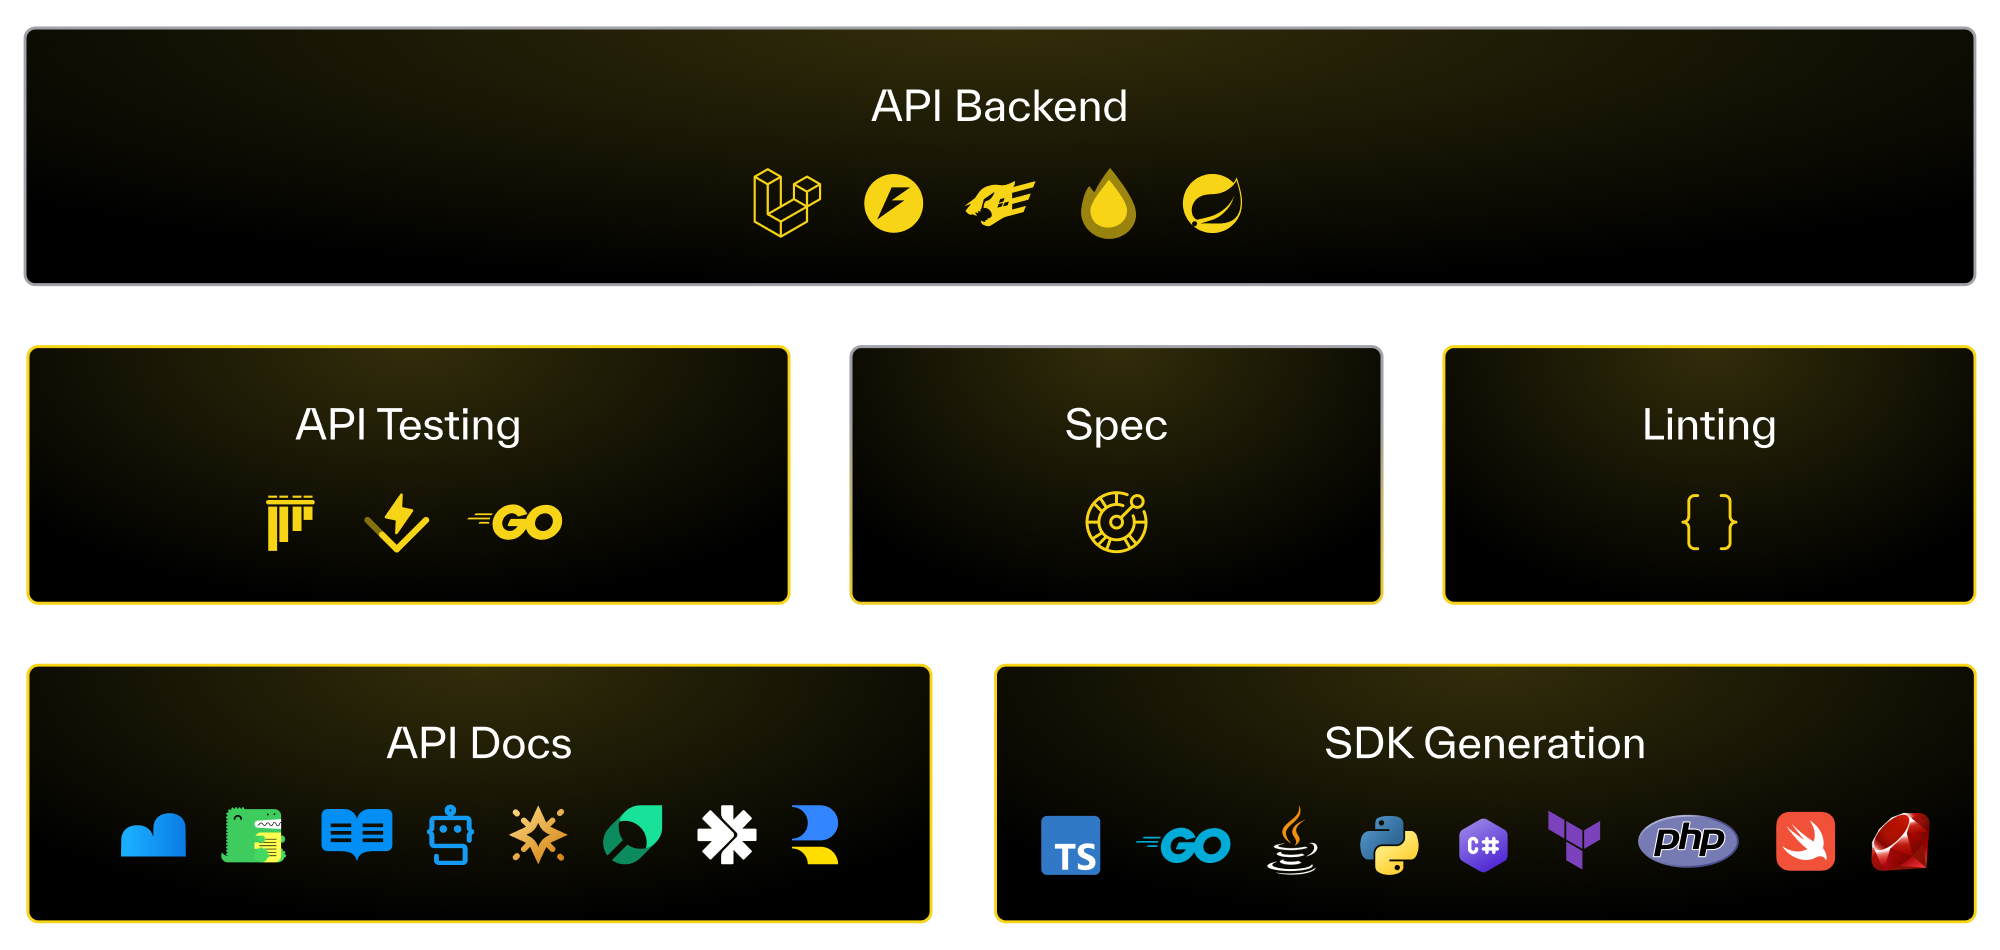 API Backend
API Testing
Spec
Linting
GO
{ }
API Docs
SDK Generation
TS
GO
C#
php